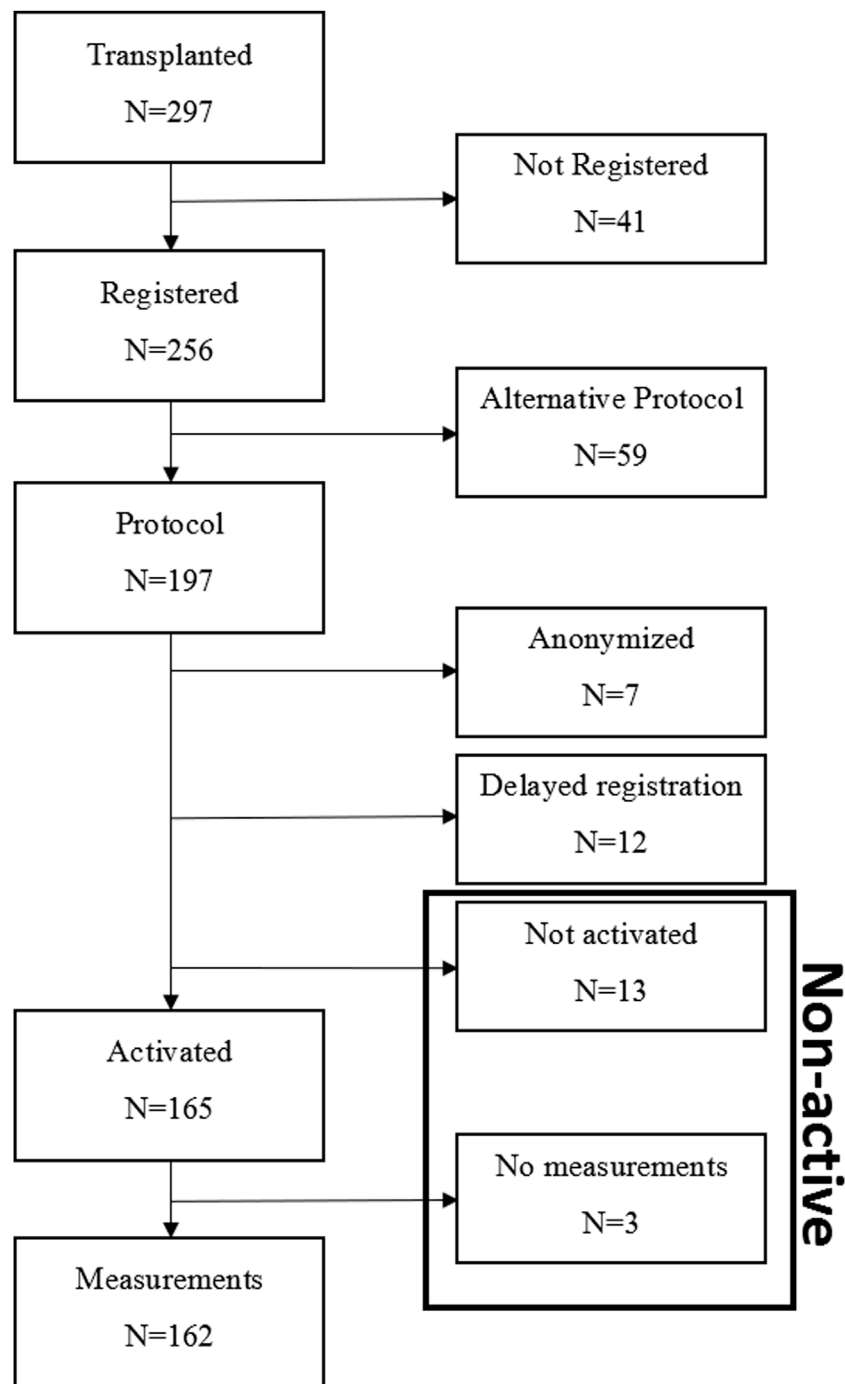 Transplanted
N=297
Not Registered
N=41
Registered
N=256
Alternative Protocol
N=59
Protocol
N=197
Anonymized
N=7
Delayed registration
N=12
Not activated
N=13
Non-active
Activated
N=165
No measurements
N=3
Measurements
N=162